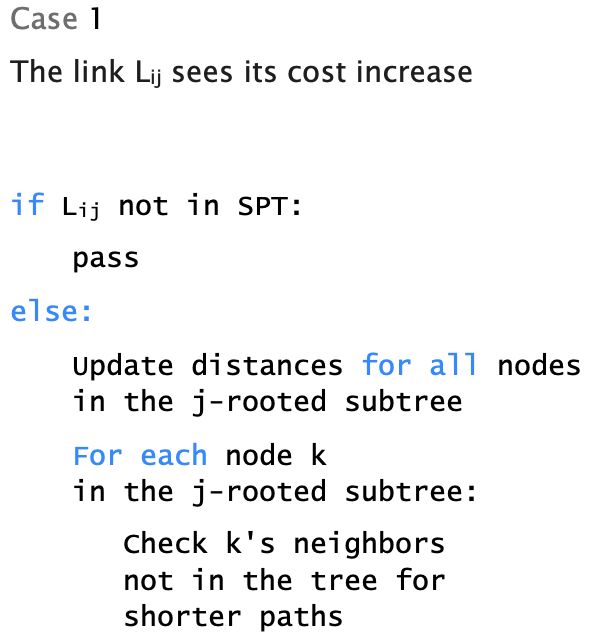 Case 1
The link Lᵢⱼ sees its cost increase
if Lᵢⱼ not in SPT:
pass
else:
Update distances for all nodes
in the j-rooted subtree
For each node k
in the j-rooted subtree:
Check k's neighbors
not in the tree for
shorter paths